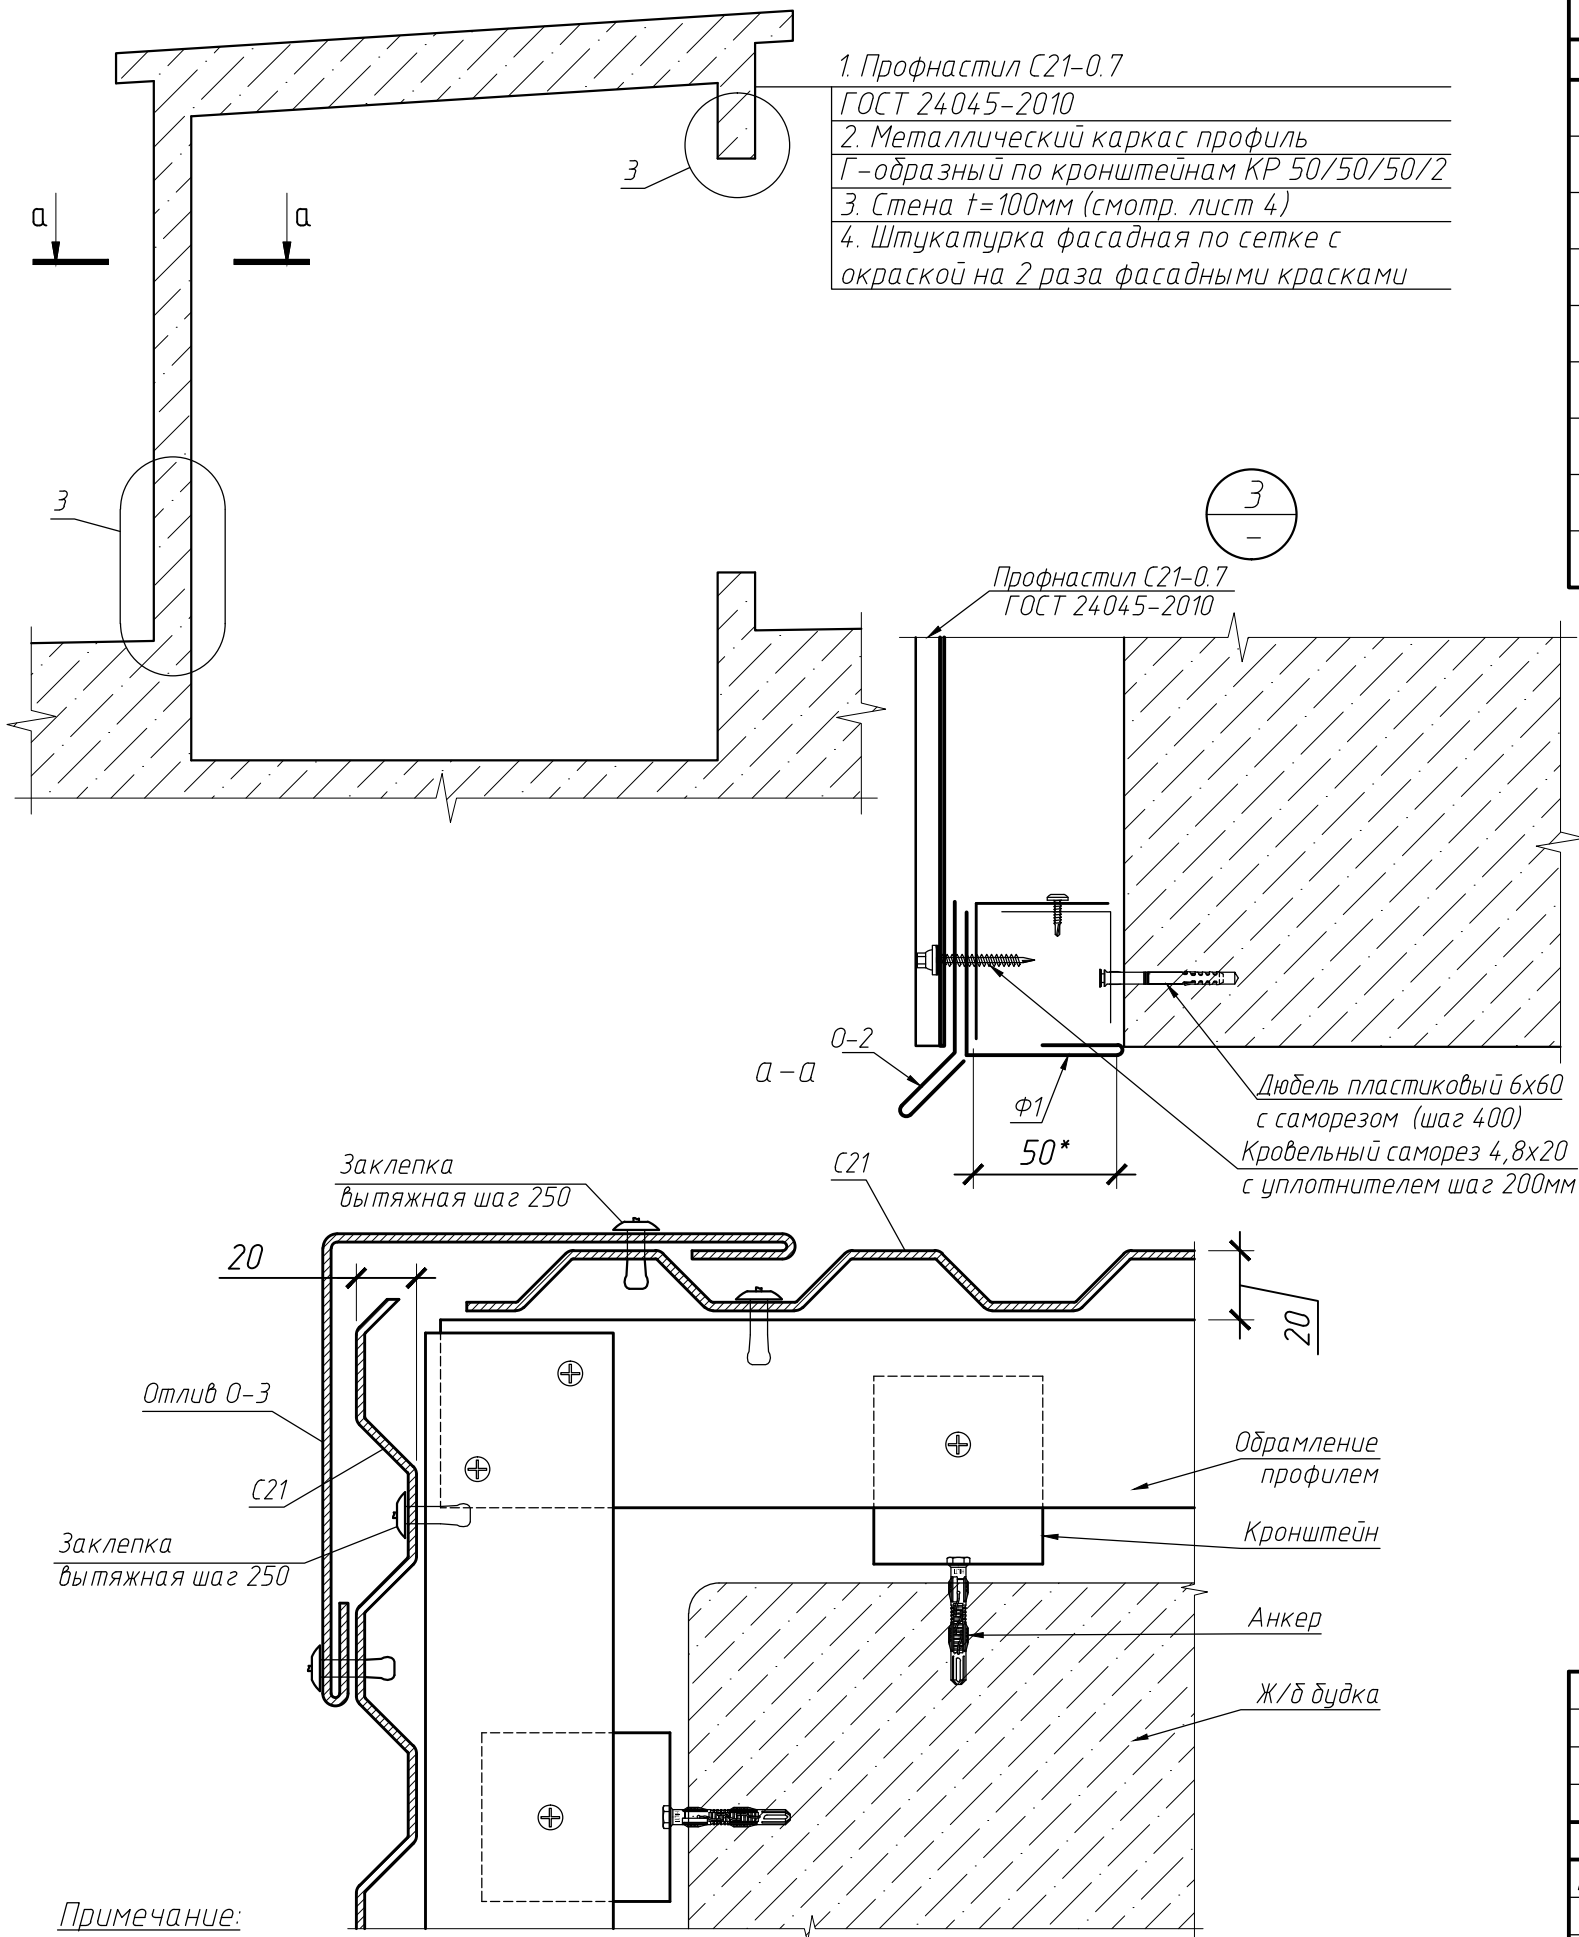 1. Профнастил С21-0.7
ГОСТ 24045-2010
2. Металлический каркас профиль
Г-образный по кронштейнам КР 50/50/50/2
3. Стена t=100мм (смотр. лист 4)
4. Штукатурка фасадная по сетке с
окраской на 2 раза фасадными красками
3
а
а
3
3
-
Профнастил С21-0.7
ГОСТ 24045-2010
О-2
а-а
Ф1
50*
Дюбель пластиковый 6х60
с саморезом (шаг 400)
Кровельный саморез 4,8х20
с уплотнителем шаг 200мм
Заклепка
вытяжная шаг 250
С21
20
20
Отлив О-3
С21
Заклепка
вытяжная шаг 250
Обрамление
профилем
Кронштейн
Анкер
Ж/б будка
Примечание: